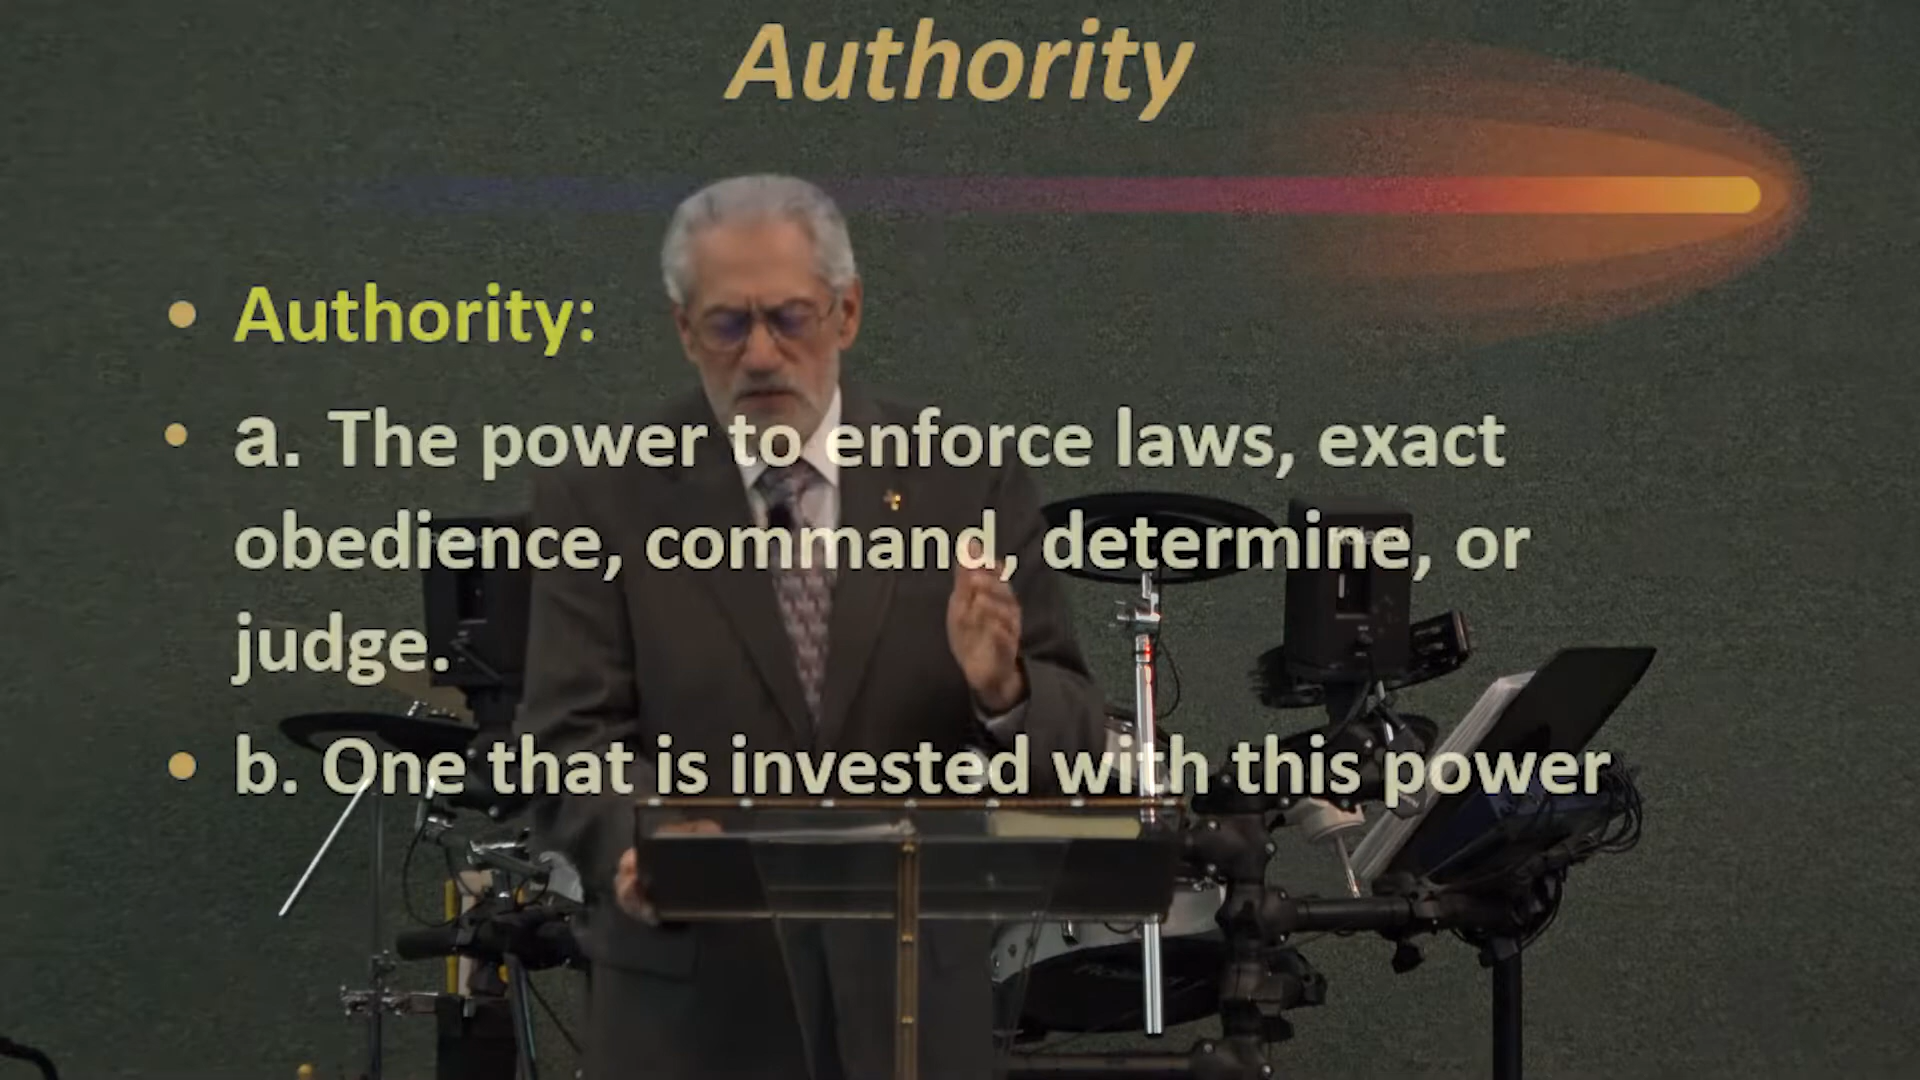 Authority
• Authority:
• a. The power to enforce laws, exact
obedience, command, determine, or
judge.
• b. One that is invested with this power
Roland